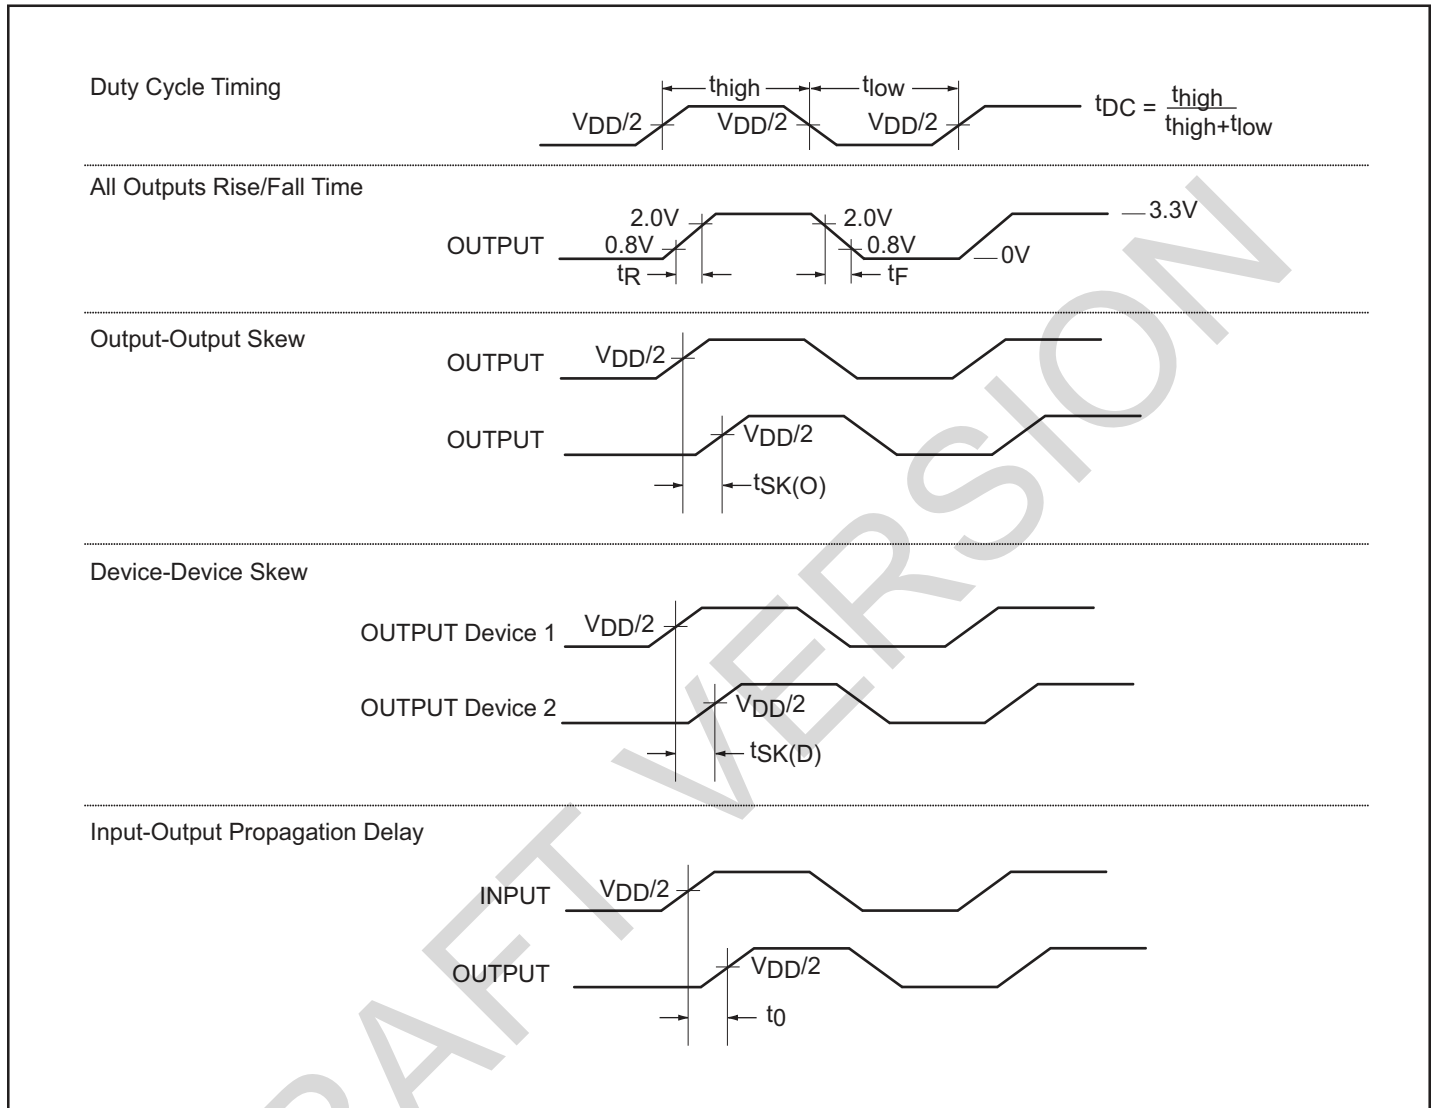 Duty Cycle Timing
thigh
tlow
VDD/2
VDD/2
VDD/2
tDC = thigh
thigh+tlow
All Outputs Rise/Fall Time
OUTPUT
2.0V
0.8V
2.0V
0.8V
3.3V
0V
tR
tF
Output-Output Skew
OUTPUT
VDD/2
OUTPUT
VDD/2
tSK(O)
Device-Device Skew
OUTPUT Device 1
VDD/2
OUTPUT Device 2
VDD/2
tSK(D)
Input-Output Propagation Delay
INPUT
VDD/2
OUTPUT
VDD/2
t0
RAFT VERSION